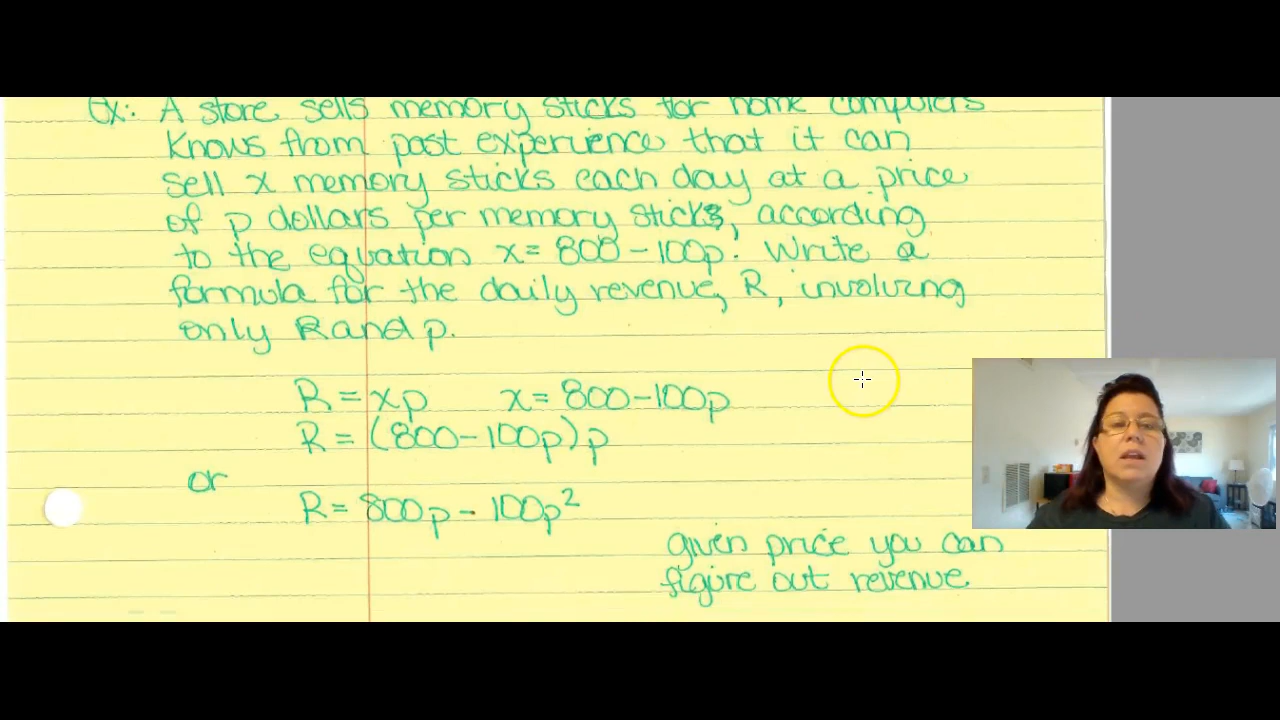 Ex: A store sells memory sticks for home computers
knows from past experience that it can
sell x memory sticks each day at a price
of p dollars per memory sticks, according
to the equation x = 800 - 100p. Write a
formula for the daily revenue, R, involving
only R and p.
R = xp x = 800 - 100p
R = (800 - 100p)p
or
R = 800p - 100p²
given price you can
figure out revenue